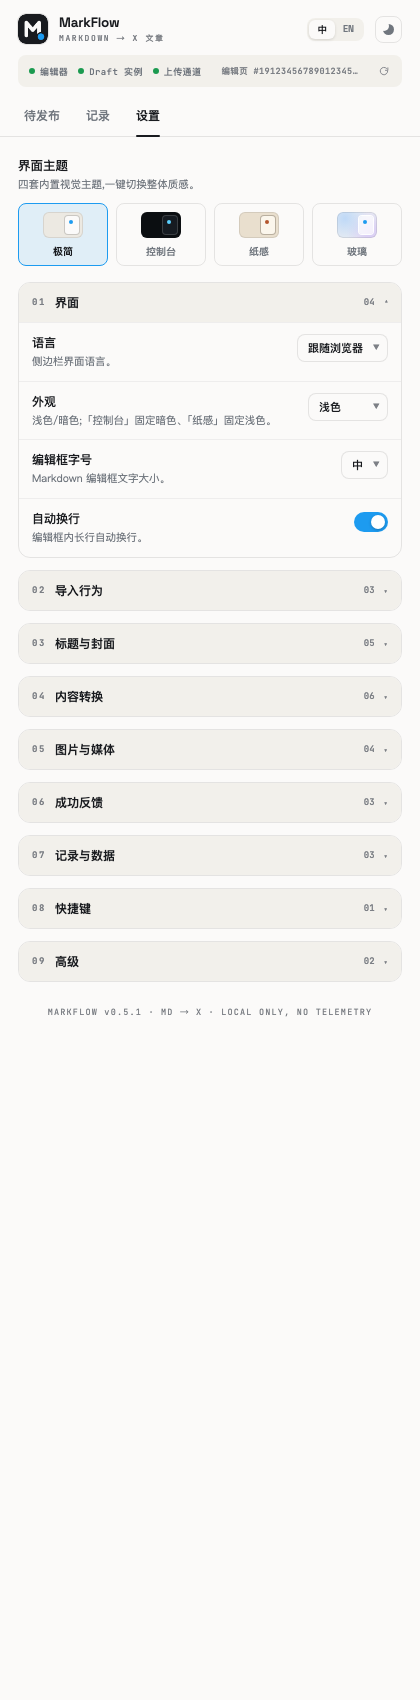 MarkFlow
MARKDOWN → X 文章
中 EN
编辑器 Draft 实例 上传通道 编辑页 #19123456789012345…
待发布 记录 设置
界面主题
四套内置视觉主题,一键切换整体质感。
极简 控制台 纸感 玻璃
01 界面 04
语言
侧边栏界面语言。
跟随浏览器
外观
浅色/暗色;「控制台」固定暗色、「纸感」固定浅色。
浅色
编辑框字号
Markdown 编辑框文字大小。
中
自动换行
编辑框内长行自动换行。
02 导入行为 03
03 标题与封面 05
04 内容转换 06
05 图片与媒体 04
06 成功反馈 03
07 记录与数据 03
08 快捷键 01
09 高级 02
MARKFLOW v0.5.1 · MD → X · LOCAL ONLY, NO TELEMETRY